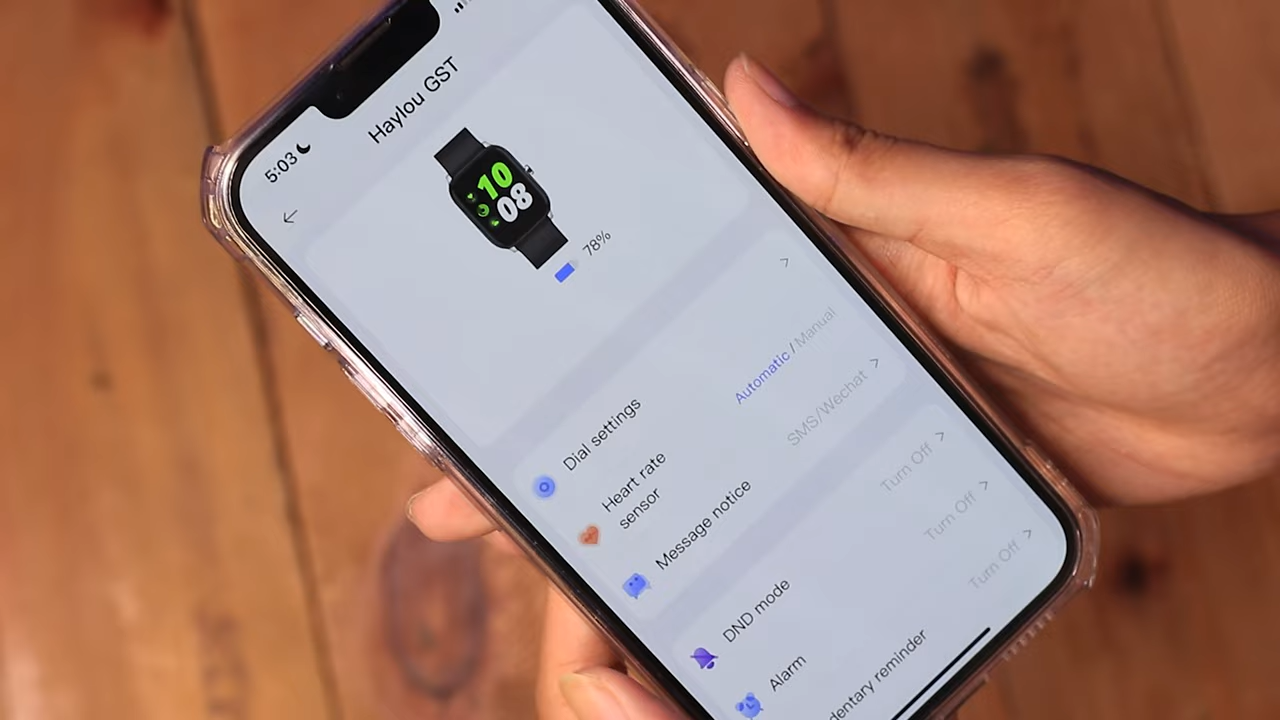 5:03
Haylou GST
10
08
78%
Dial settings
Heart rate
sensor
Automatic / Manual
Message notice
SMS/Wechat
DND mode
Turn Off
Alarm
Turn Off
dentary reminder
Turn Off